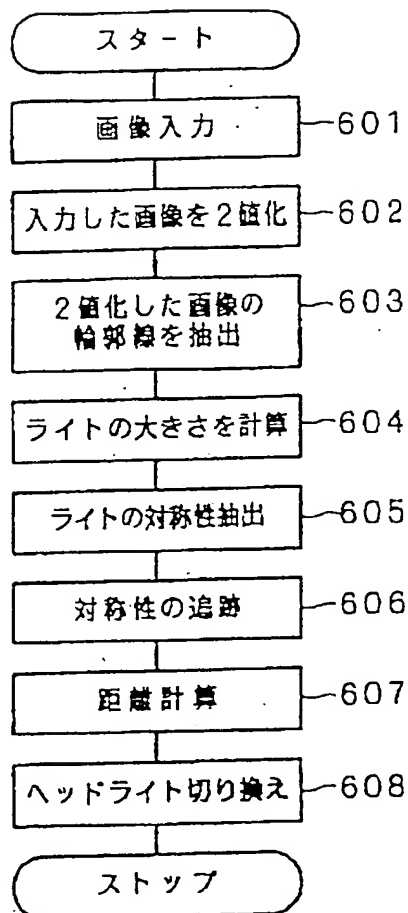 スタート
画像入力 601
入力した画像を2値化 602
2値化した画像の 603
輪郭線を抽出
ライトの大きさを計算 604
ライトの対称性抽出 605
対称性の追跡 606
距離計算 607
ヘッドライト切り換え 608
ストップ